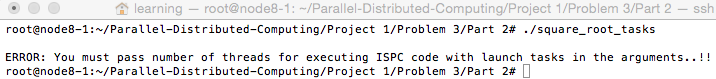 learning — root@node8-1: ~/Parallel-Distributed-Computing/Project 1/Problem 3/Part 2 — ssh
root@node8-1:~/Parallel-Distributed-Computing/Project 1/Problem 3/Part 2# ./square_root_tasks
ERROR: You must pass number of threads for executing ISPC code with launch tasks in the arguments..!!
root@node8-1:~/Parallel-Distributed-Computing/Project 1/Problem 3/Part 2#